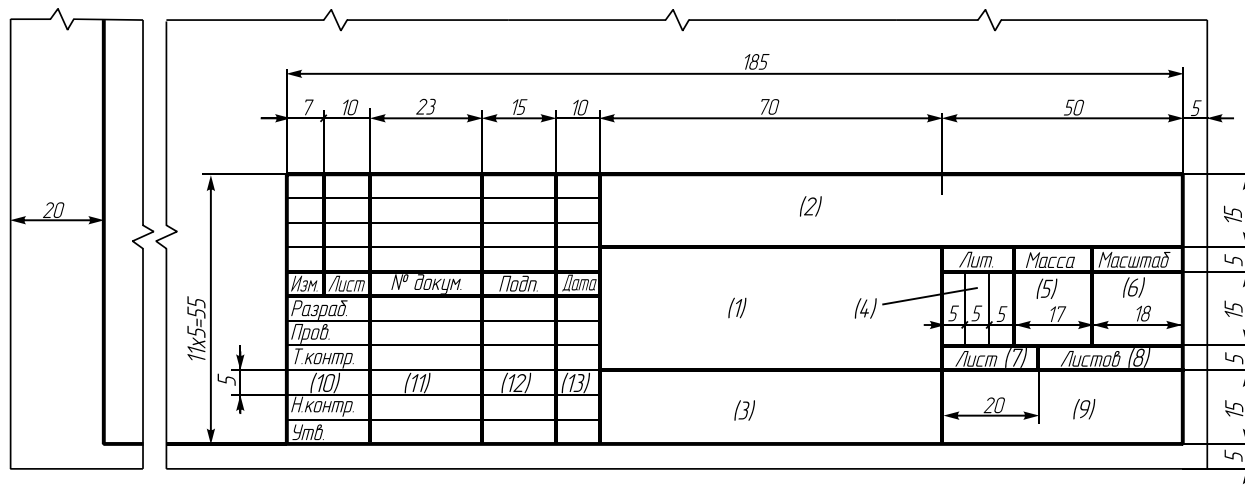 185
7 10 23 15 10 70 50 5
20
(2)
15
Лит. Масса Масштаб
5
Изм. Лист № докум. Подп. Дата
(1) (4) (5) (6)
11x5=55
Разраб.
5 5 5 17 18
15
Пров.
Т.контр.
Лист (7) Листов (8)
5
5
(10) (11) (12) (13)
Н.контр.
(3) 20 (9)
15
Утв.
5